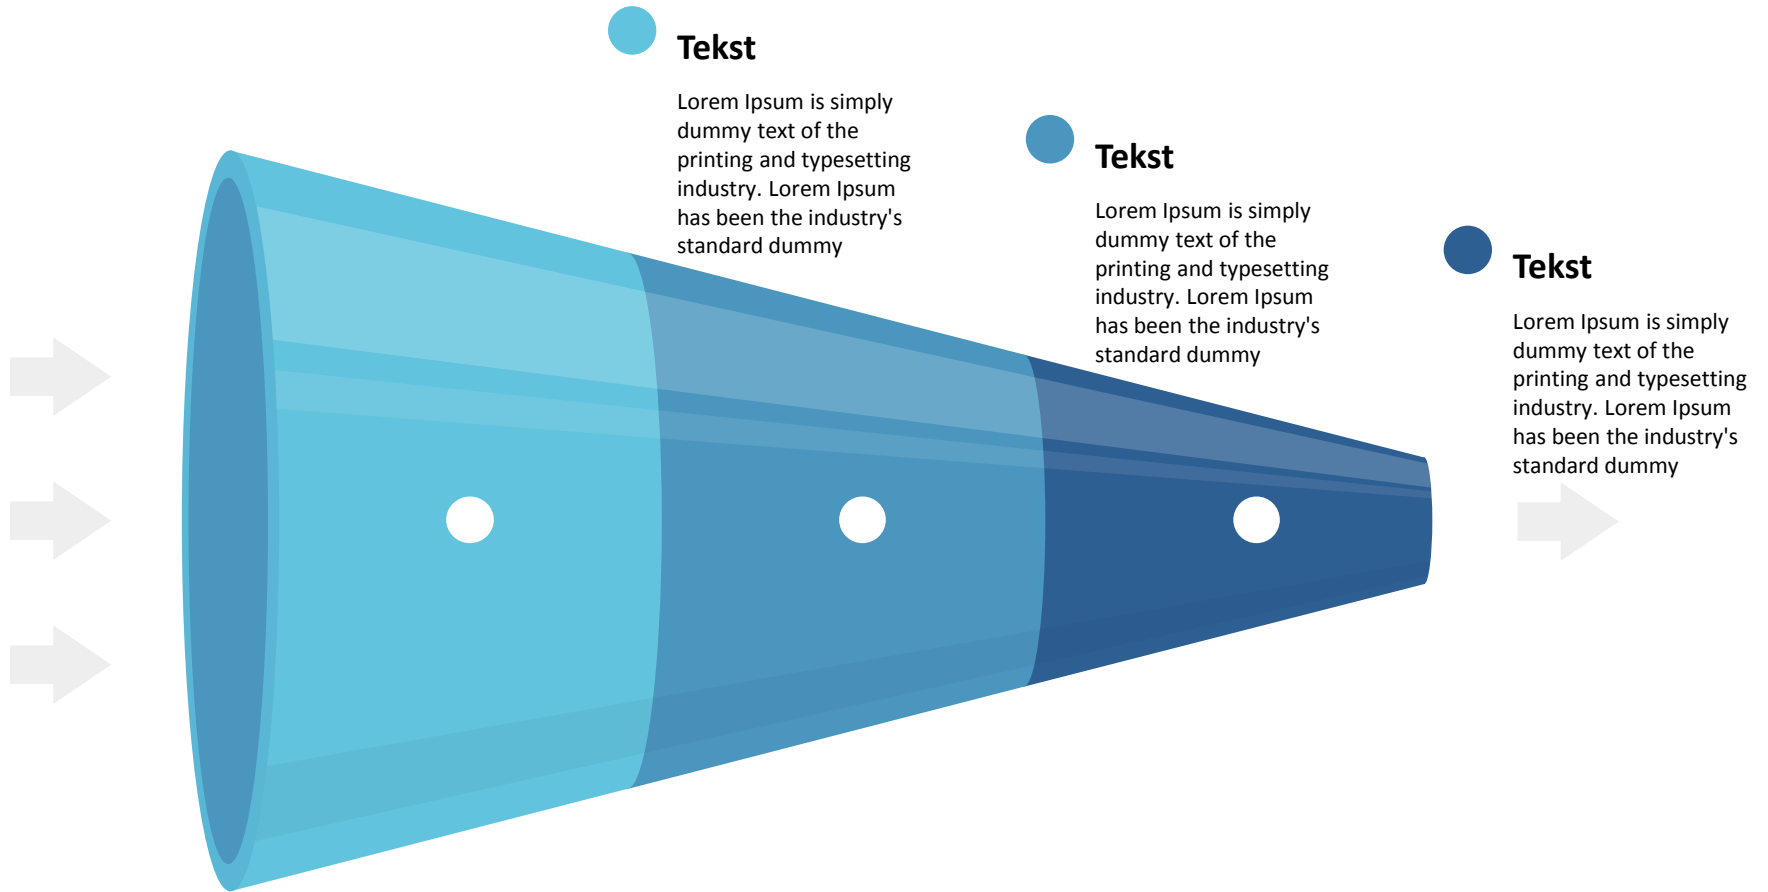 Tekst
Lorem Ipsum is simply
dummy text of the
printing and typesetting
industry. Lorem Ipsum
has been the industry's
standard dummy
Tekst
Lorem Ipsum is simply
dummy text of the
printing and typesetting
industry. Lorem Ipsum
has been the industry's
standard dummy
Tekst
Lorem Ipsum is simply
dummy text of the
printing and typesetting
industry. Lorem Ipsum
has been the industry's
standard dummy